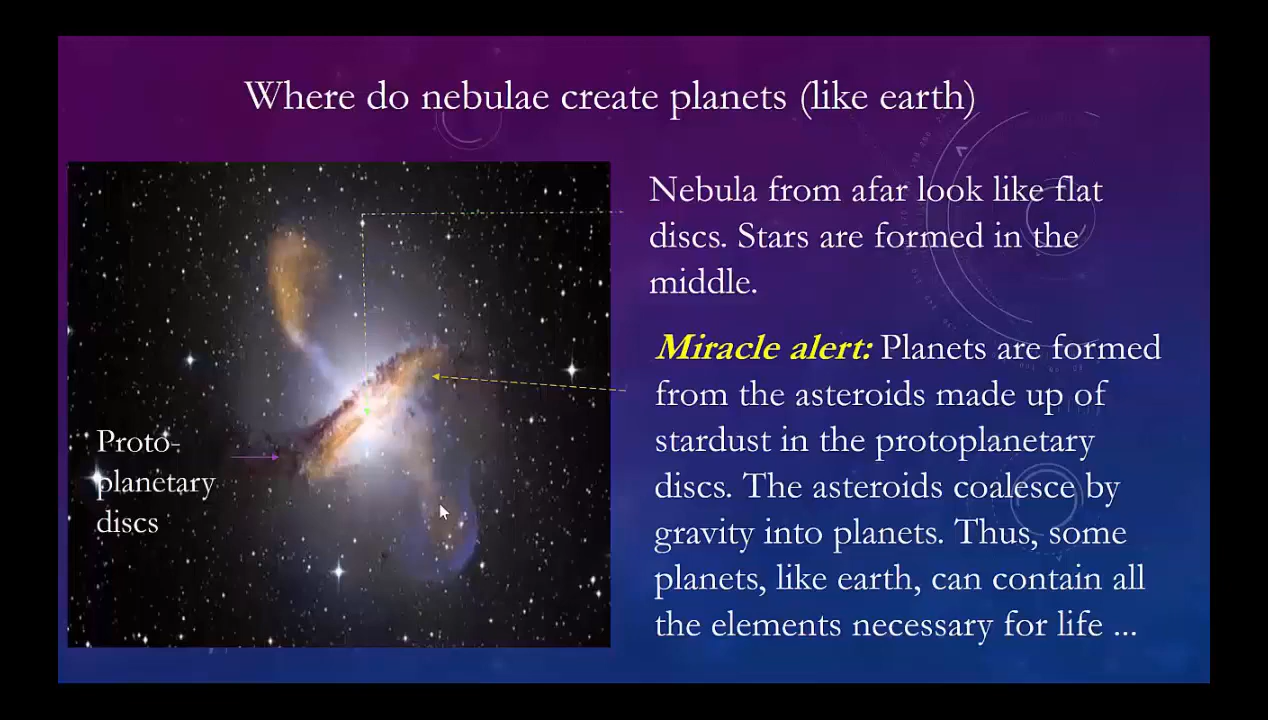 Where do nebulae create planets (like earth)
Nebula from afar look like flat
discs. Stars are formed in the
middle.
Miracle alert: Planets are formed
from the asteroids made up of
stardust in the protoplanetary
discs. The asteroids coalesce by
gravity into planets. Thus, some
planets, like earth, can contain all
the elements necessary for life ...
Proto-
planetary
discs